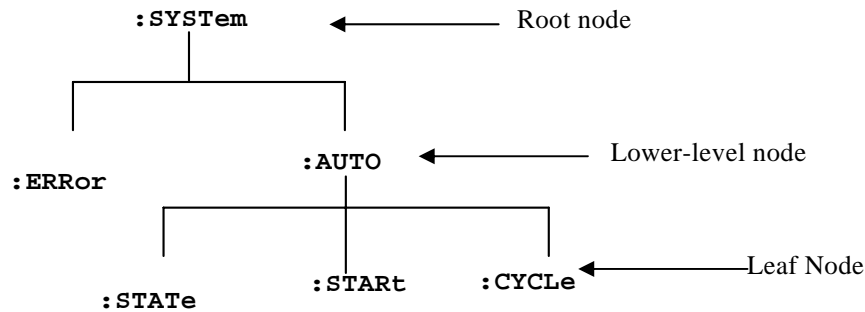 :SYSTem Root node
:AUTO Lower-level node
:ERRor
:STARt :CYCLe Leaf Node
:STATe